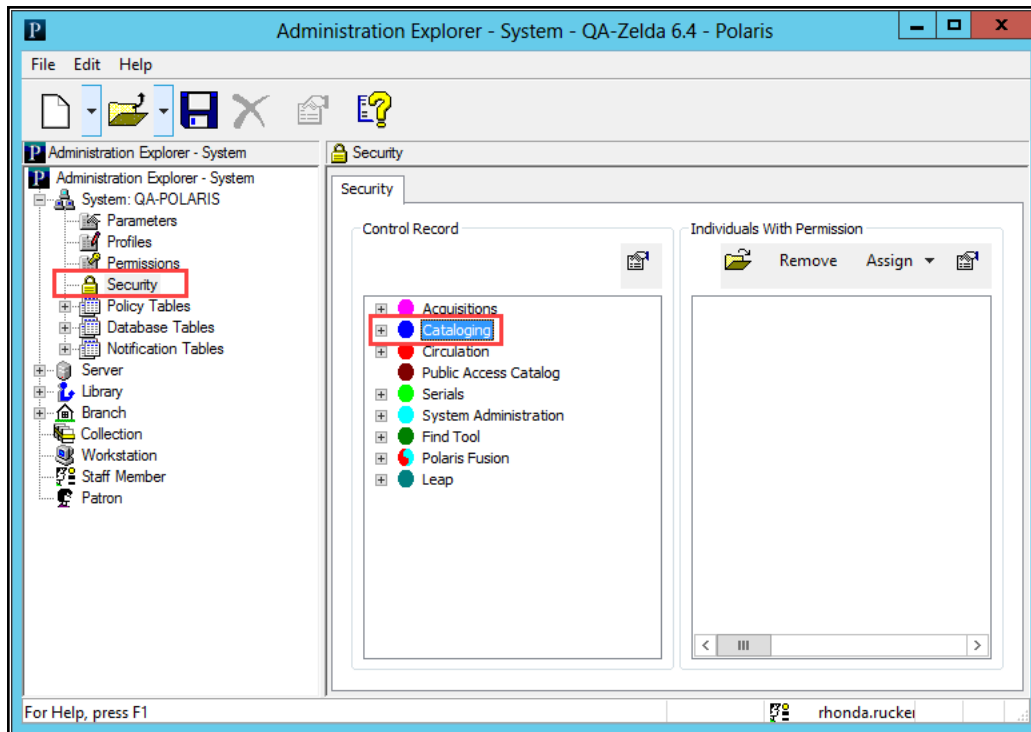 P Administration Explorer - System - QA-Zelda 6.4 - Polaris
File Edit Help
P Administration Explorer - System
Security
P Administration Explorer - System
System: QA-POLARIS
Parameters
Profiles
Permissions
Security
Policy Tables
Database Tables
Notification Tables
Server
Library
Branch
Collection
Workstation
Staff Member
Patron
Security
Control Record
Acquisitions
Cataloging
Circulation
Public Access Catalog
Serials
System Administration
Find Tool
Polaris Fusion
Leap
Individuals With Permission
Remove Assign
For Help, press F1
rhonda.rucker